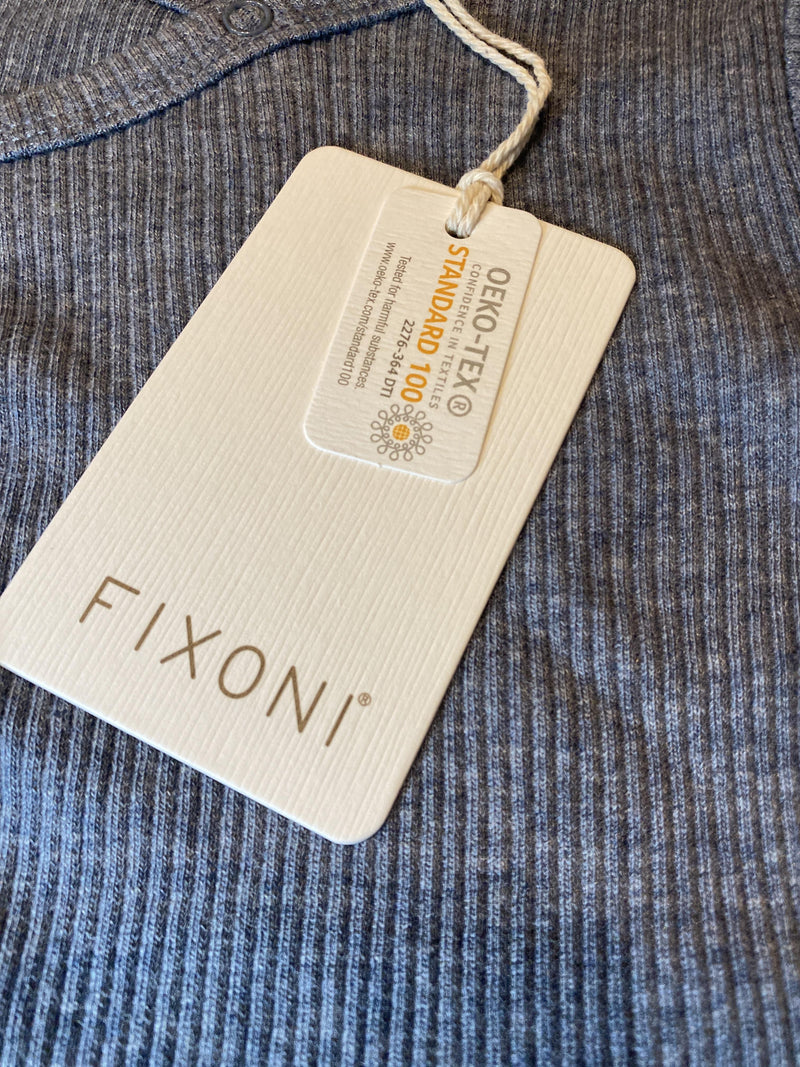 OEKO-TEX®
CONFIDENCE IN TEXTILES
STANDARD 100
2276-364 DTI
Tested for harmful substances.
www.oeko-tex.com/standard100
FIXONI®